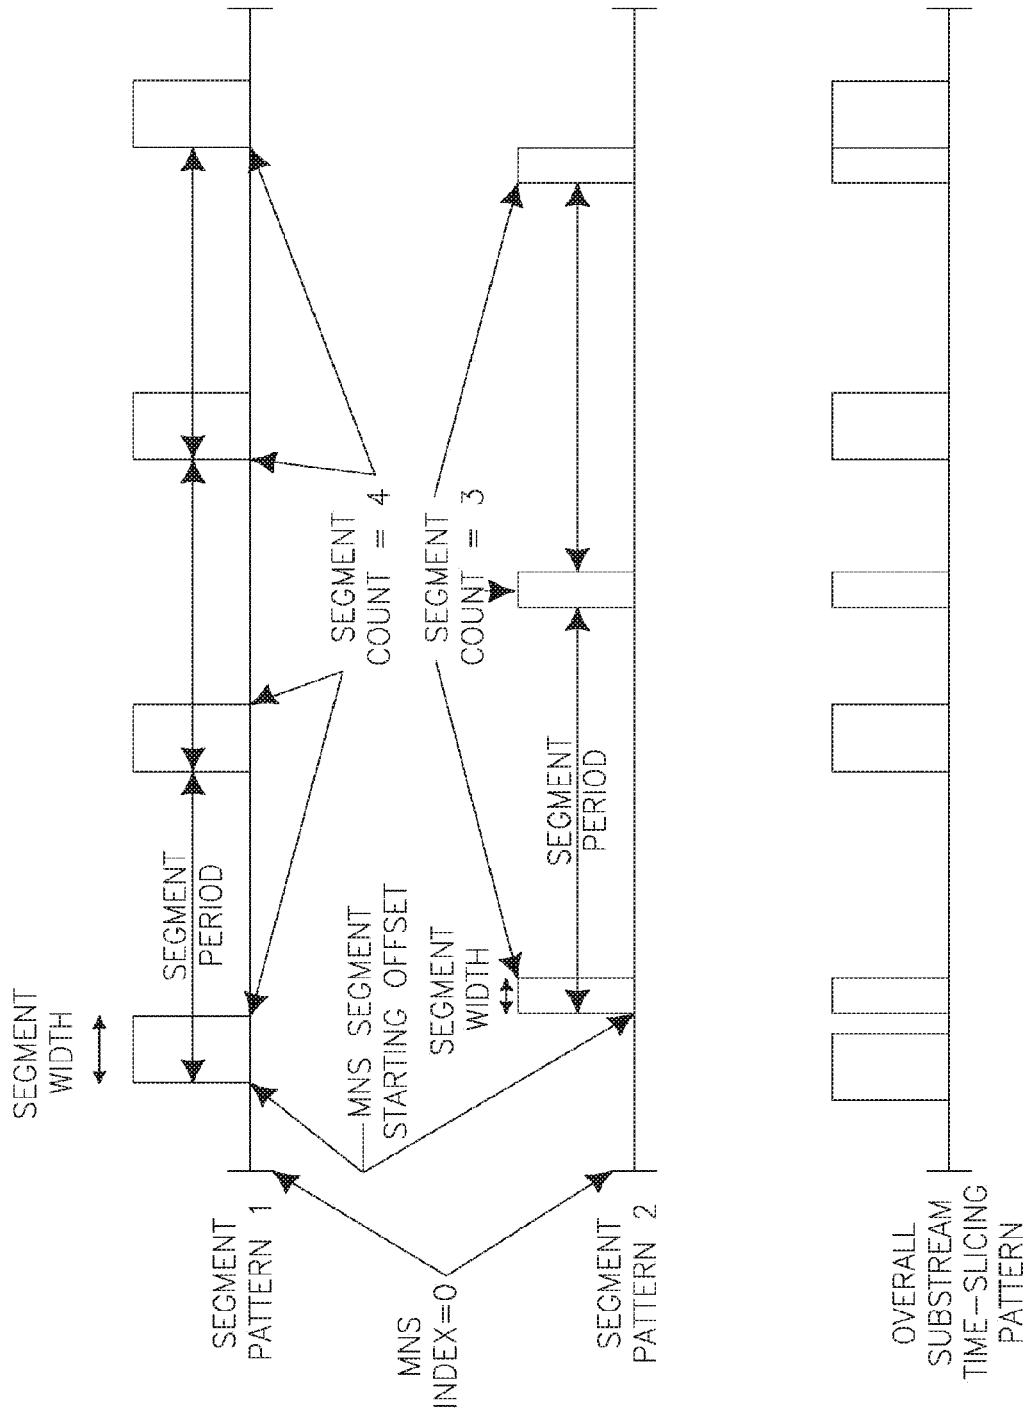 SEGMENT
WIDTH
SEGMENT
PATTERN 1
SEGMENT
PERIOD
MNS SEGMENT
STARTING OFFSET
SEGMENT
COUNT = 4
MNS
INDEX=0
SEGMENT
WIDTH
SEGMENT
COUNT = 3
SEGMENT
PATTERN 2
SEGMENT
PERIOD
OVERALL
SUBSTREAM
TIME-SLICING
PATTERN